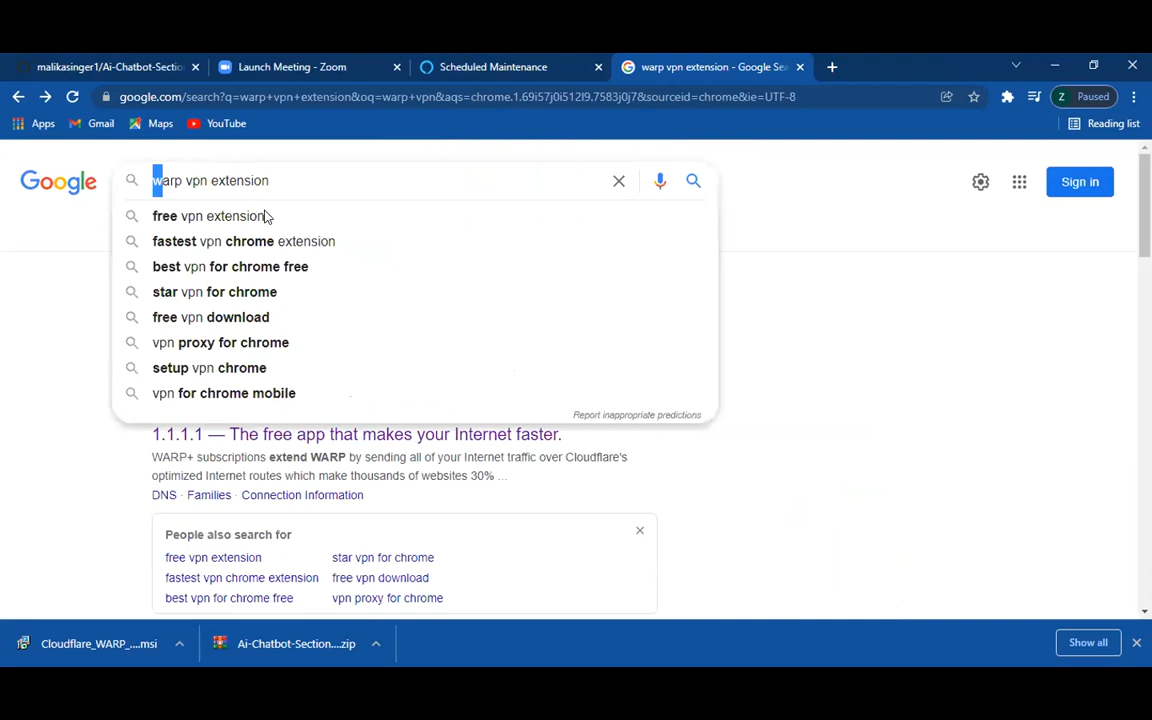 malikasinger1/Ai-Chatbot-Sectio
Launch Meeting - Zoom
Scheduled Maintenance
warp vpn extension - Google Sea
google.com/search?q=warp+vpn+extension&oq=warp+vpn&aqs=chrome.1.69i57j0i512l9.7583j0j7&sourceid=chrome&ie=UTF-8
Z Paused
Apps
Gmail
Maps
YouTube
Reading list
Google
warp vpn extension
Sign in
free vpn extension
fastest vpn chrome extension
best vpn for chrome free
star vpn for chrome
free vpn download
vpn proxy for chrome
setup vpn chrome
vpn for chrome mobile
Report inappropriate predictions
1.1.1.1 — The free app that makes your Internet faster.
WARP+ subscriptions extend WARP by sending all of your Internet traffic over Cloudflare's
optimized Internet routes which make thousands of websites 30% ...
DNS · Families · Connection Information
People also search for
free vpn extension
star vpn for chrome
fastest vpn chrome extension
free vpn download
best vpn for chrome free
vpn proxy for chrome
Cloudflare_WARP_....msi
Ai-Chatbot-Section....zip
Show all